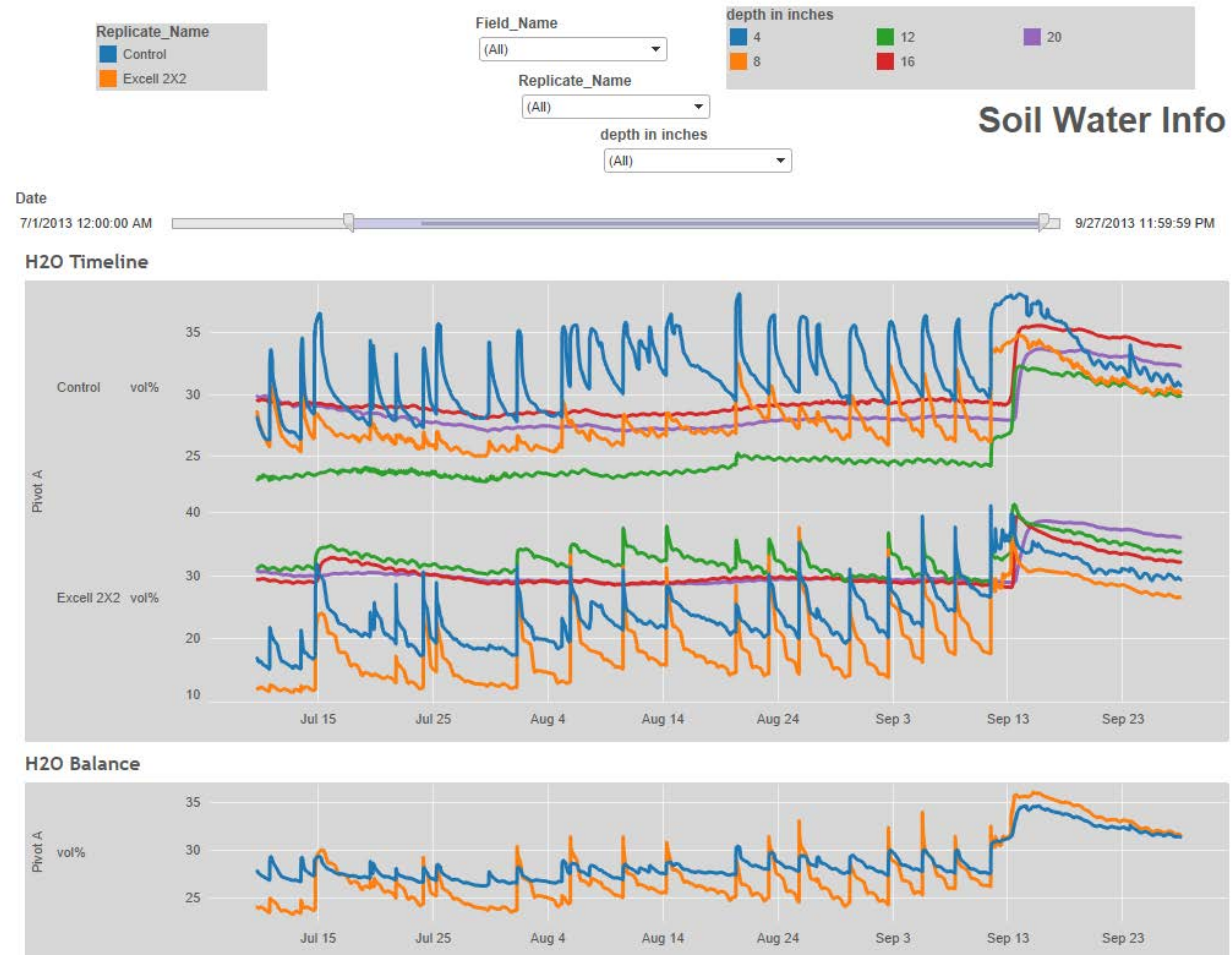 Replicate_Name
Control
Excell 2X2
Field_Name
(All)
Replicate_Name
(All)
depth in inches
(All)
depth in inches
4 12 20
8 16
Soil Water Info
Date
7/1/2013 12:00:00 AM 9/27/2013 11:59:59 PM
H2O Timeline
Pivot A
Control vol%
35
30
25
Excell 2X2 vol%
40
30
20
10
Jul 15 Jul 25 Aug 4 Aug 14 Aug 24 Sep 3 Sep 13 Sep 23
H2O Balance
Pivot A
vol%
35
30
25
Jul 15 Jul 25 Aug 4 Aug 14 Aug 24 Sep 3 Sep 13 Sep 23